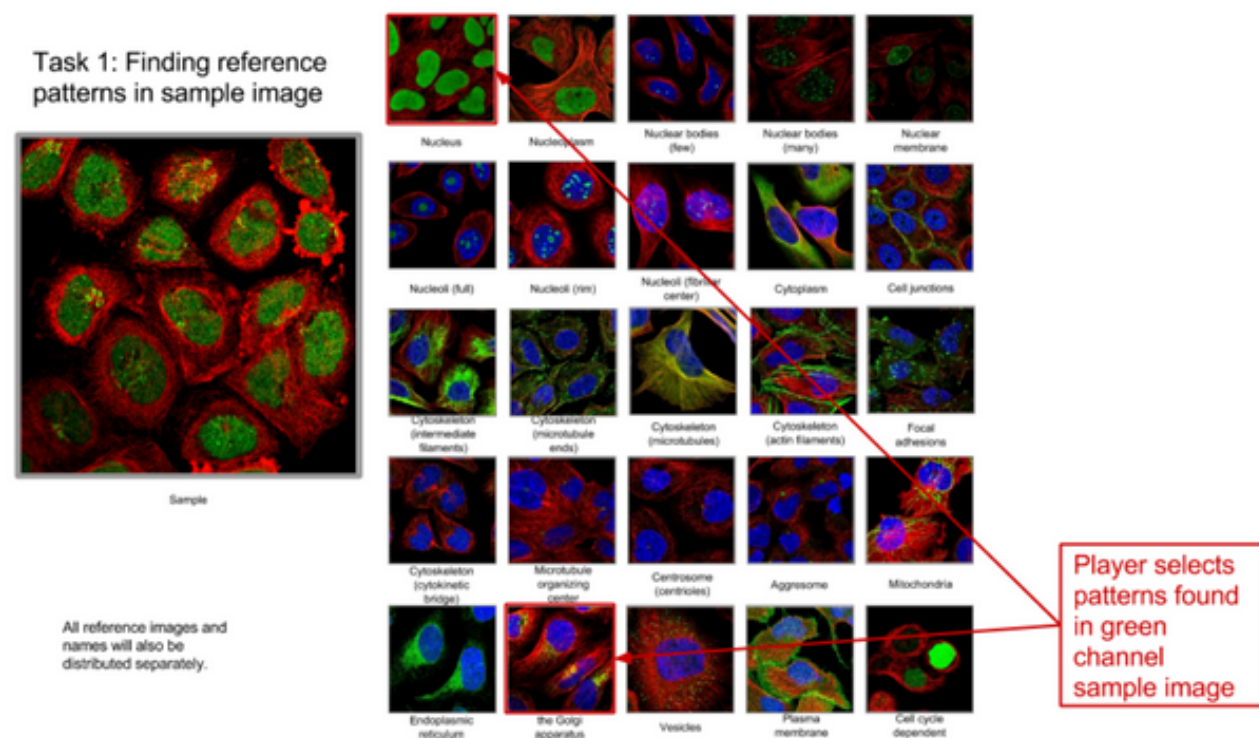 Task 1: Finding reference
patterns in sample image
Sample
All reference images and
names will also be
distributed separately.
Nucleus
Nucleoplasm
Nuclear bodies
(few)
Nuclear bodies
(many)
Nuclear
membrane
Nucleoli (full)
Nucleoli (rim)
Nucleoli (fibrillar
center)
Cytoplasm
Cell junctions
Cytoskeleton
(intermediate
filaments)
Cytoskeleton
(microtubule
ends)
Cytoskeleton
(microtubules)
Cytoskeleton
(actin filaments)
Focal
adhesions
Cytoskeleton
(cytokinetic
bridge)
Microtubule
organizing
center
Centrosome
(centrioles)
Aggresome
Mitochondria
Endoplasmic
reticulum
the Golgi
apparatus
Vesicles
Plasma
membrane
Cell cycle
dependent
Player selects
patterns found
in green
channel
sample image